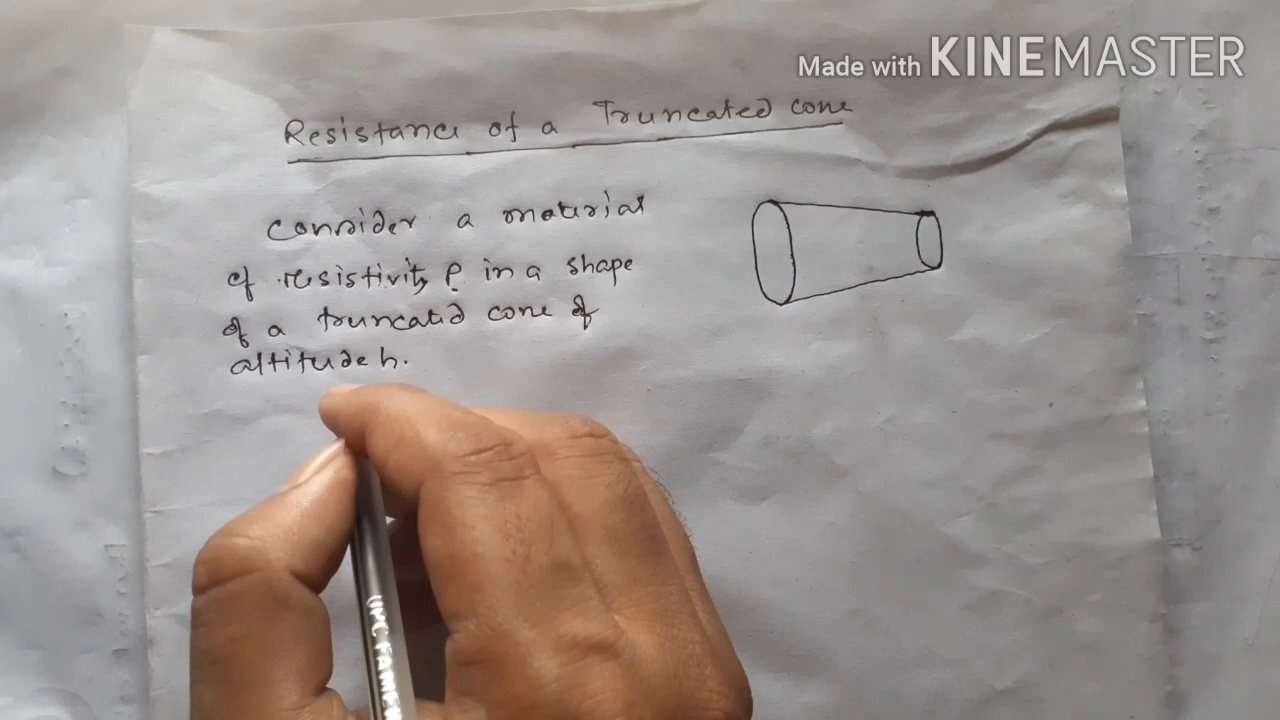 Made with KINEMASTER
Resistance of a Truncated cone
Consider a material
of resistivity ρ in a shape
of a truncated cone of
altitude h.